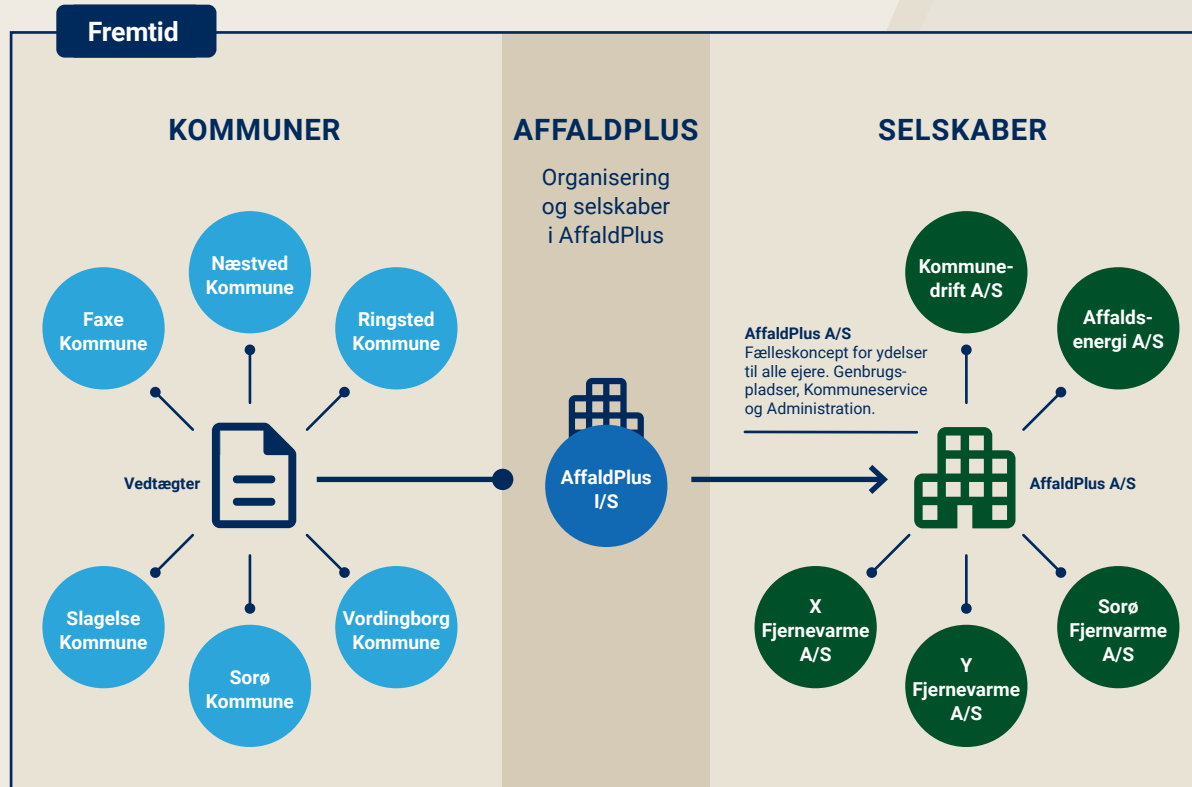 Fremtid
KOMMUNER
Næstved
Kommune
Faxe
Kommune
Ringsted
Kommune
Vedtægter
Slagelse
Kommune
Vordingborg
Kommune
Sorø
Kommune
AFFALDPLUS
Organisering
og selskaber
i AffaldPlus
AffaldPlus
I/S
SELSKABER
Kommune-
drift A/S
Affalds-
energi A/S
AffaldPlus A/S
Fælleskoncept for ydelser
til alle ejere. Genbrugs-
pladser, Kommuneservice
og Administration.
AffaldPlus A/S
X
Fjernevarme
A/S
Sorø
Fjernvarme
A/S
Y
Fjernevarme
A/S